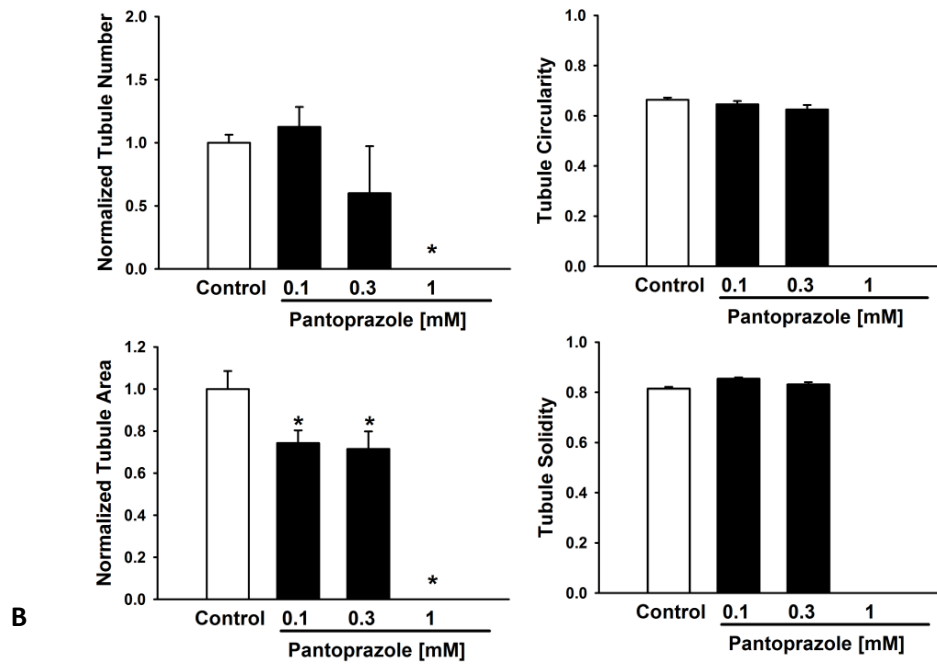 Normalized Tubule Number
2.0
1.5
1.0
0.5
0.0
*
Control 0.1 0.3 1
Pantoprazole [mM]
Tubule Circularity
1.0
0.8
0.6
0.4
0.2
0.0
Control 0.1 0.3 1
Pantoprazole [mM]
Normalized Tubule Area
1.2
1.0
0.8
0.6
0.4
0.2
0.0
* *
*
Control 0.1 0.3 1
Pantoprazole [mM]
Tubule Solidity
1.0
0.8
0.6
0.4
0.2
0.0
Control 0.1 0.3 1
Pantoprazole [mM]
B